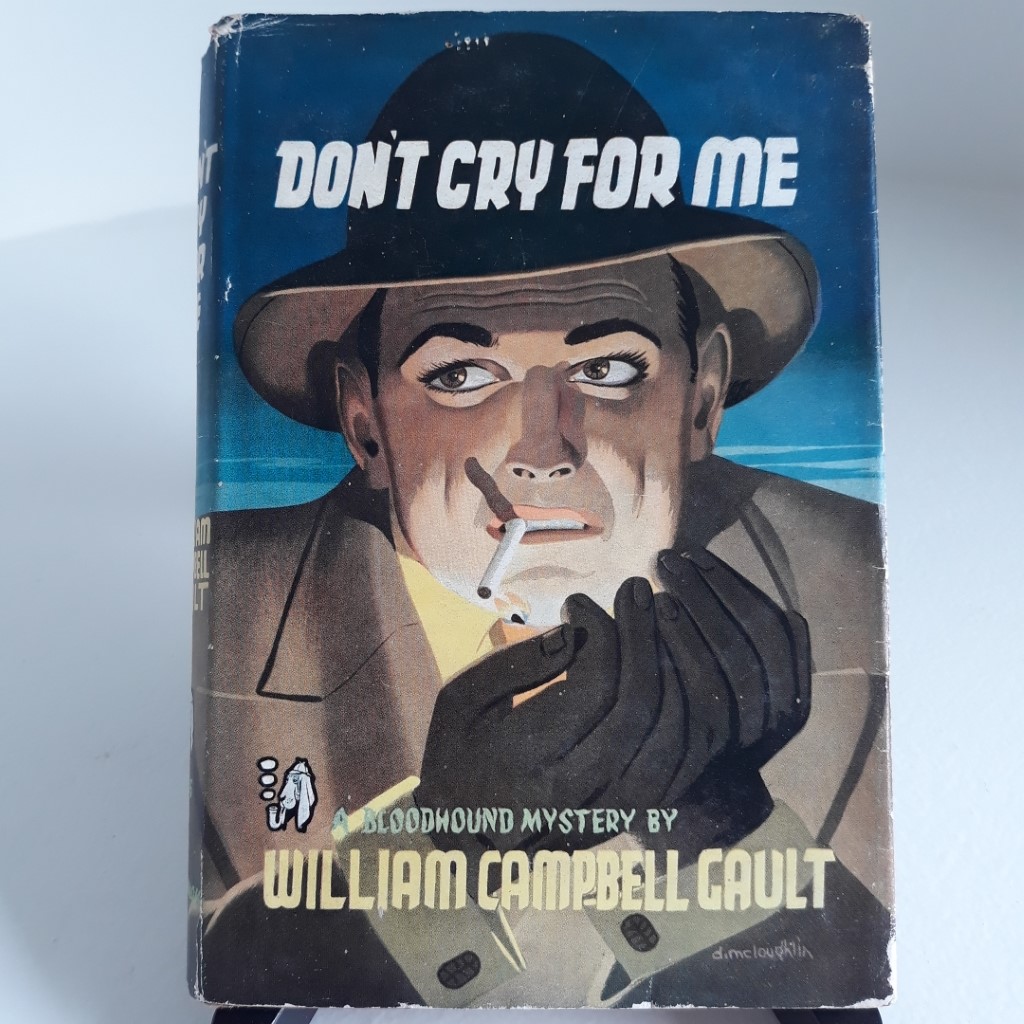 DON'T CRY FOR ME
A BLOODHOUND MYSTERY BY
WILLIAM CAMPBELL GAULT
d.mcloughlin